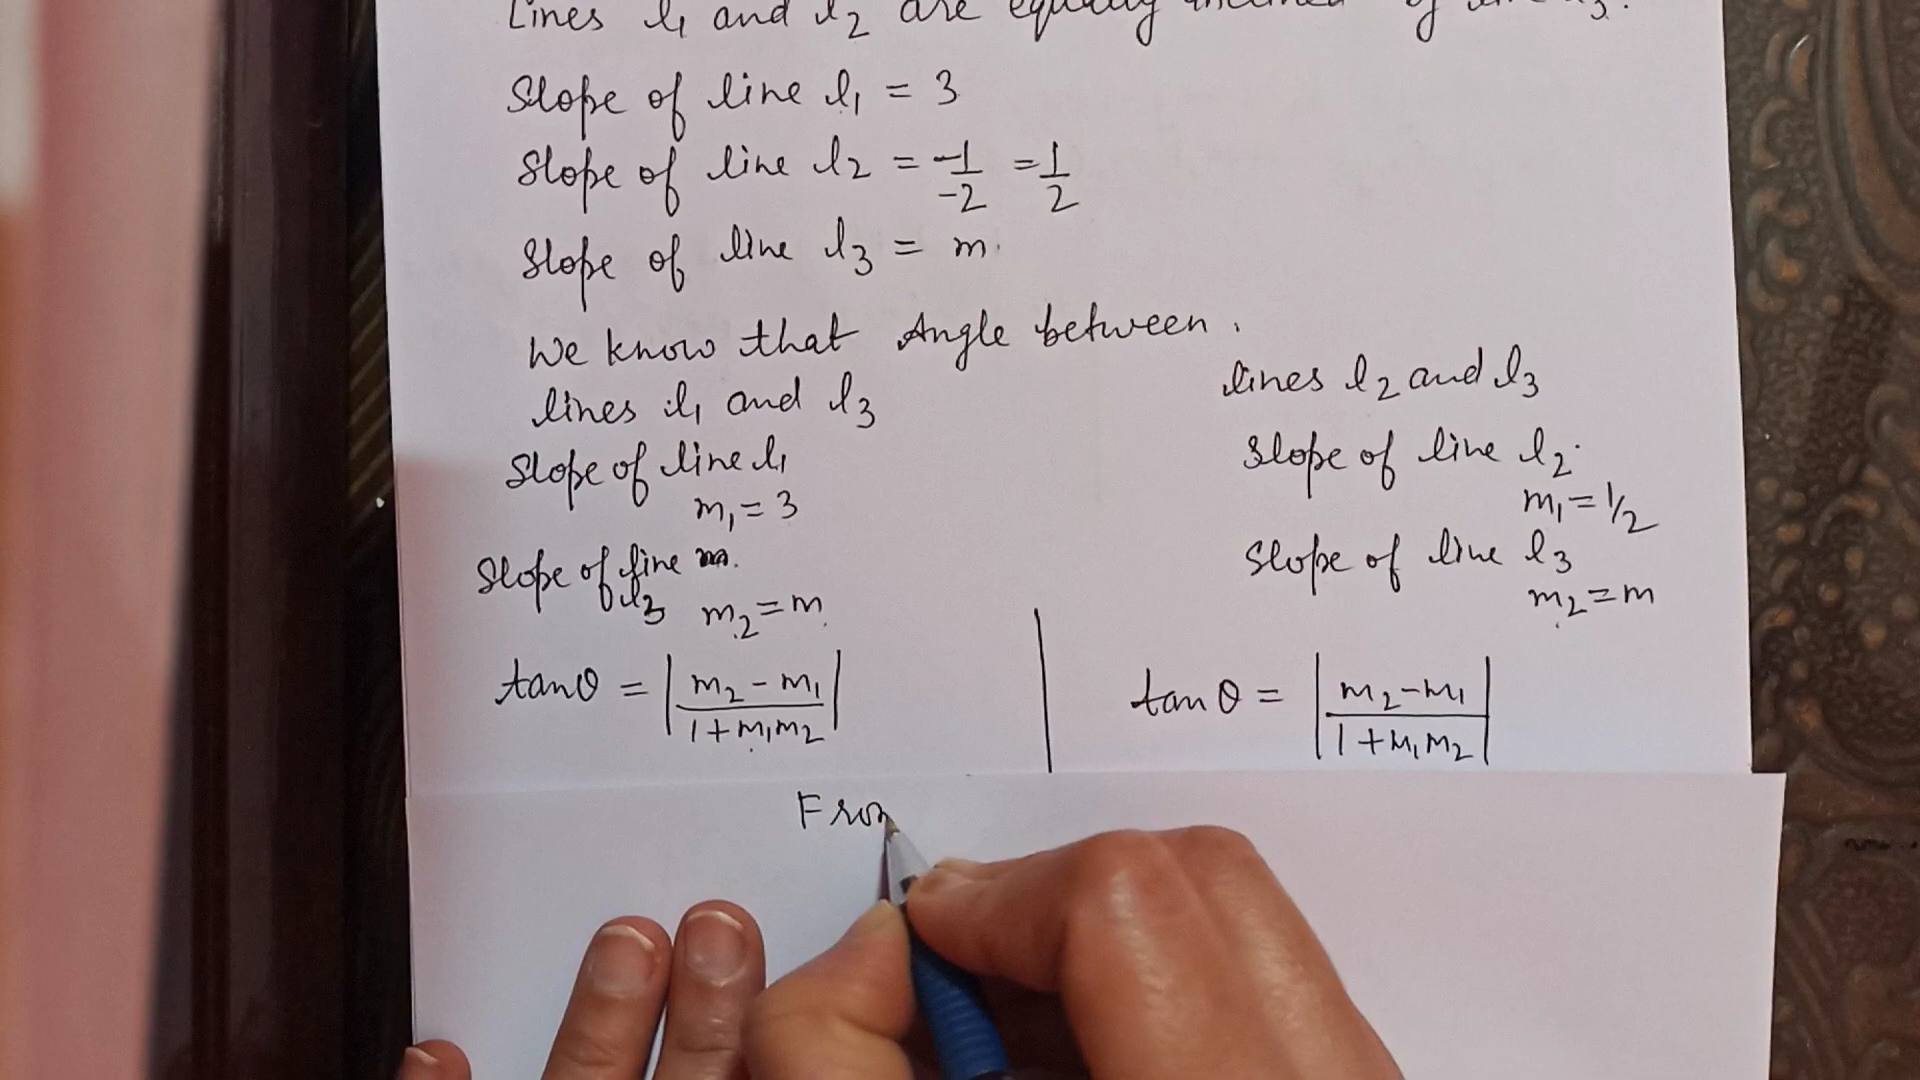 Lines l1 and l2 are equally inclined
Slope of line l1 = 3
Slope of line l2 = -1/-2 = 1/2
Slope of line l3 = m.
We know that Angle between.
lines l1 and l3
Slope of line l1
m1 = 3
Slope of line
l3 m2 = m
tanθ = |m2 - m1 / 1 + m1m2|
lines l2 and l3
Slope of line l2.
m1 = 1/2
Slope of line l3
m2 = m
tan θ = |m2 - m1 / 1 + m1m2|
From